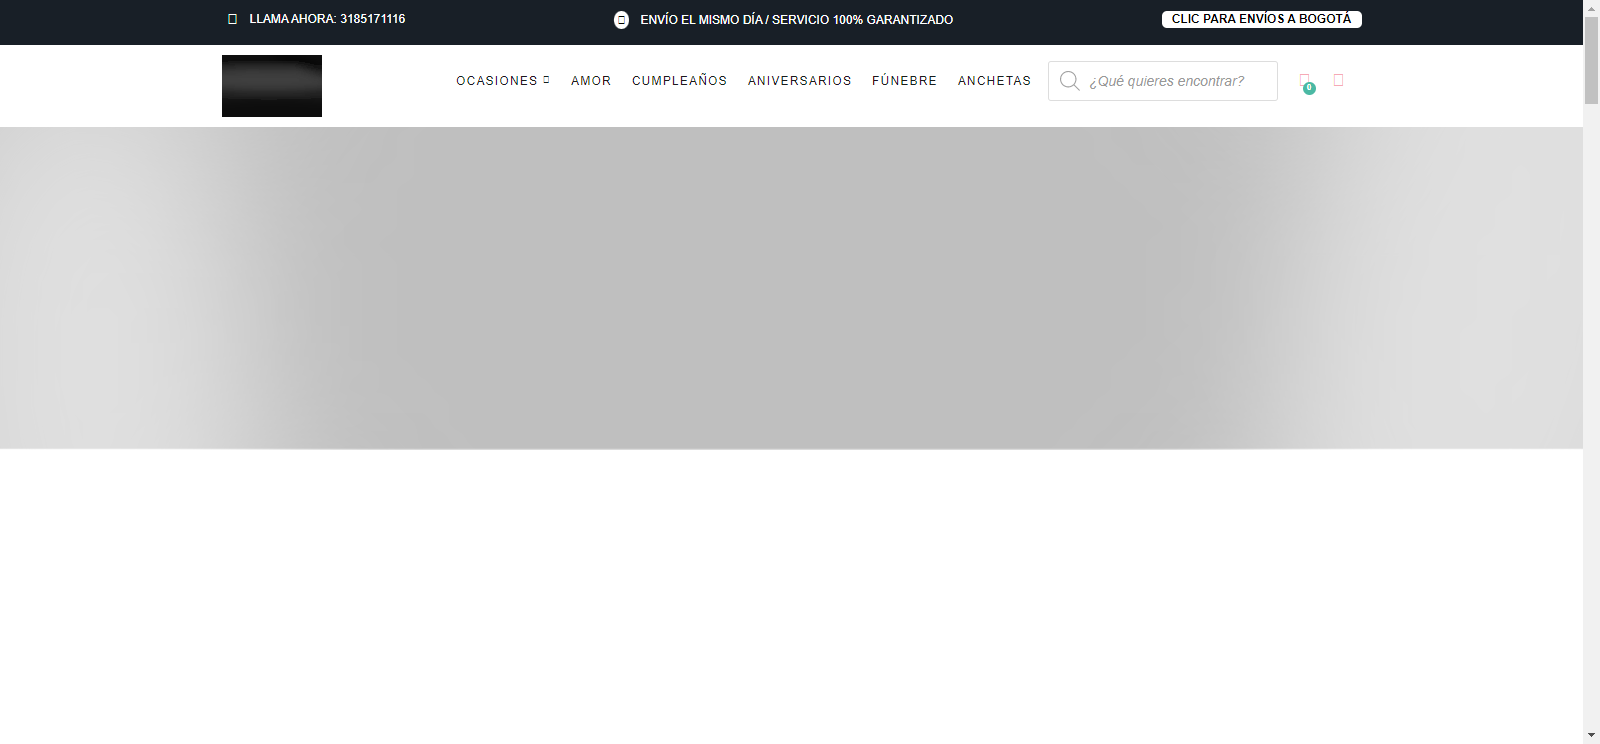 LLAMA AHORA: 3185171116
ENVÍO EL MISMO DÍA / SERVICIO 100% GARANTIZADO
CLIC PARA ENVÍOS A BOGOTÁ
OCASIONES
AMOR
CUMPLEAÑOS
ANIVERSARIOS
FÚNEBRE
ANCHETAS
¿Qué quieres encontrar?
0